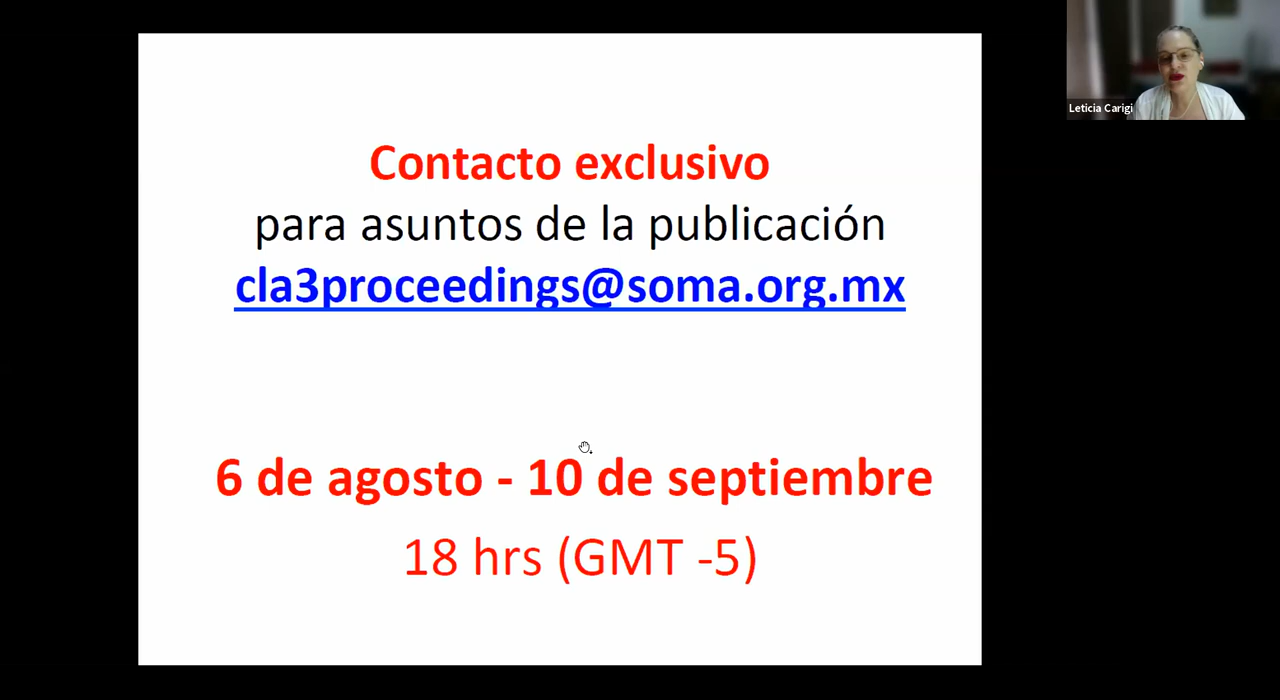 Contacto exclusivo
para asuntos de la publicación
cla3proceedings@soma.org.mx
6 de agosto - 10 de septiembre
18 hrs (GMT -5)
Leticia Carigi